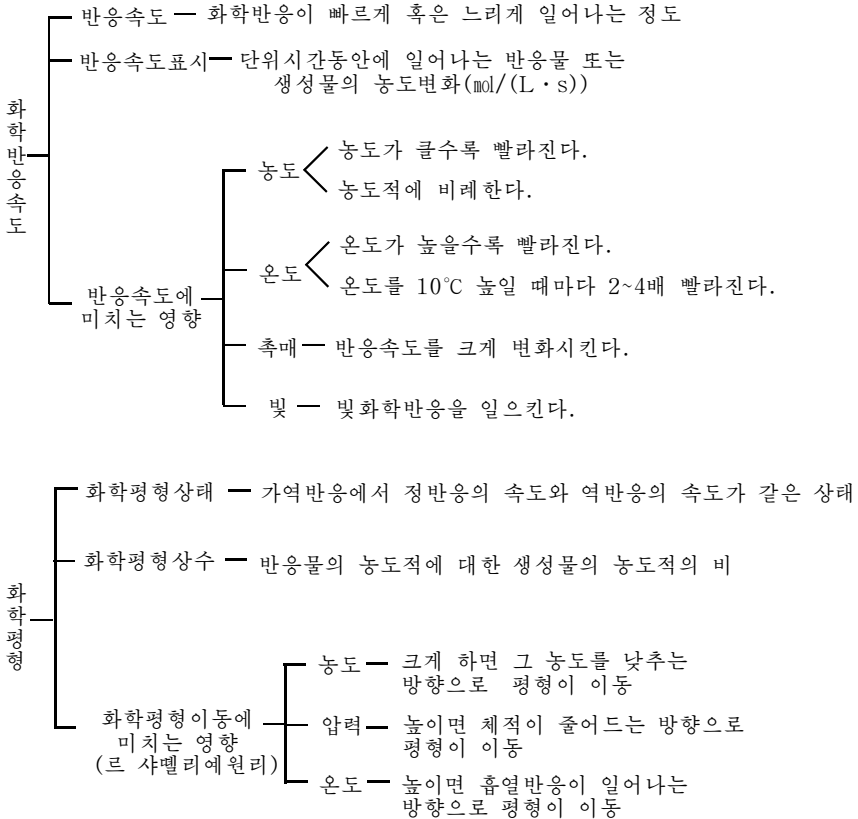 화학반응속도
반응속도 — 화학반응이 빠르게 혹은 느리게 일어나는 정도
반응속도표시 — 단위시간동안에 일어나는 반응물 또는
생성물의 농도변화(mol/(L·s))
반응속도에
미치는 영향
농도
농도가 클수록 빨라진다.
농도적에 비례한다.
온도
온도가 높을수록 빨라진다.
온도를 10℃ 높일 때마다 2~4배 빨라진다.
촉매 — 반응속도를 크게 변화시킨다.
빛 — 빛화학반응을 일으킨다.
화학평형
화학평형상태 — 가역반응에서 정반응의 속도와 역반응의 속도가 같은 상태
화학평형상수 — 반응물의 농도적에 대한 생성물의 농도적의 비
화학평형이동에
미치는 영향
(르 샤뗄리예원리)
농도 — 크게 하면 그 농도를 낮추는
방향으로 평형이 이동
압력 — 높이면 체적이 줄어드는 방향으로
평형이 이동
온도 — 높이면 흡열반응이 일어나는
방향으로 평형이 이동